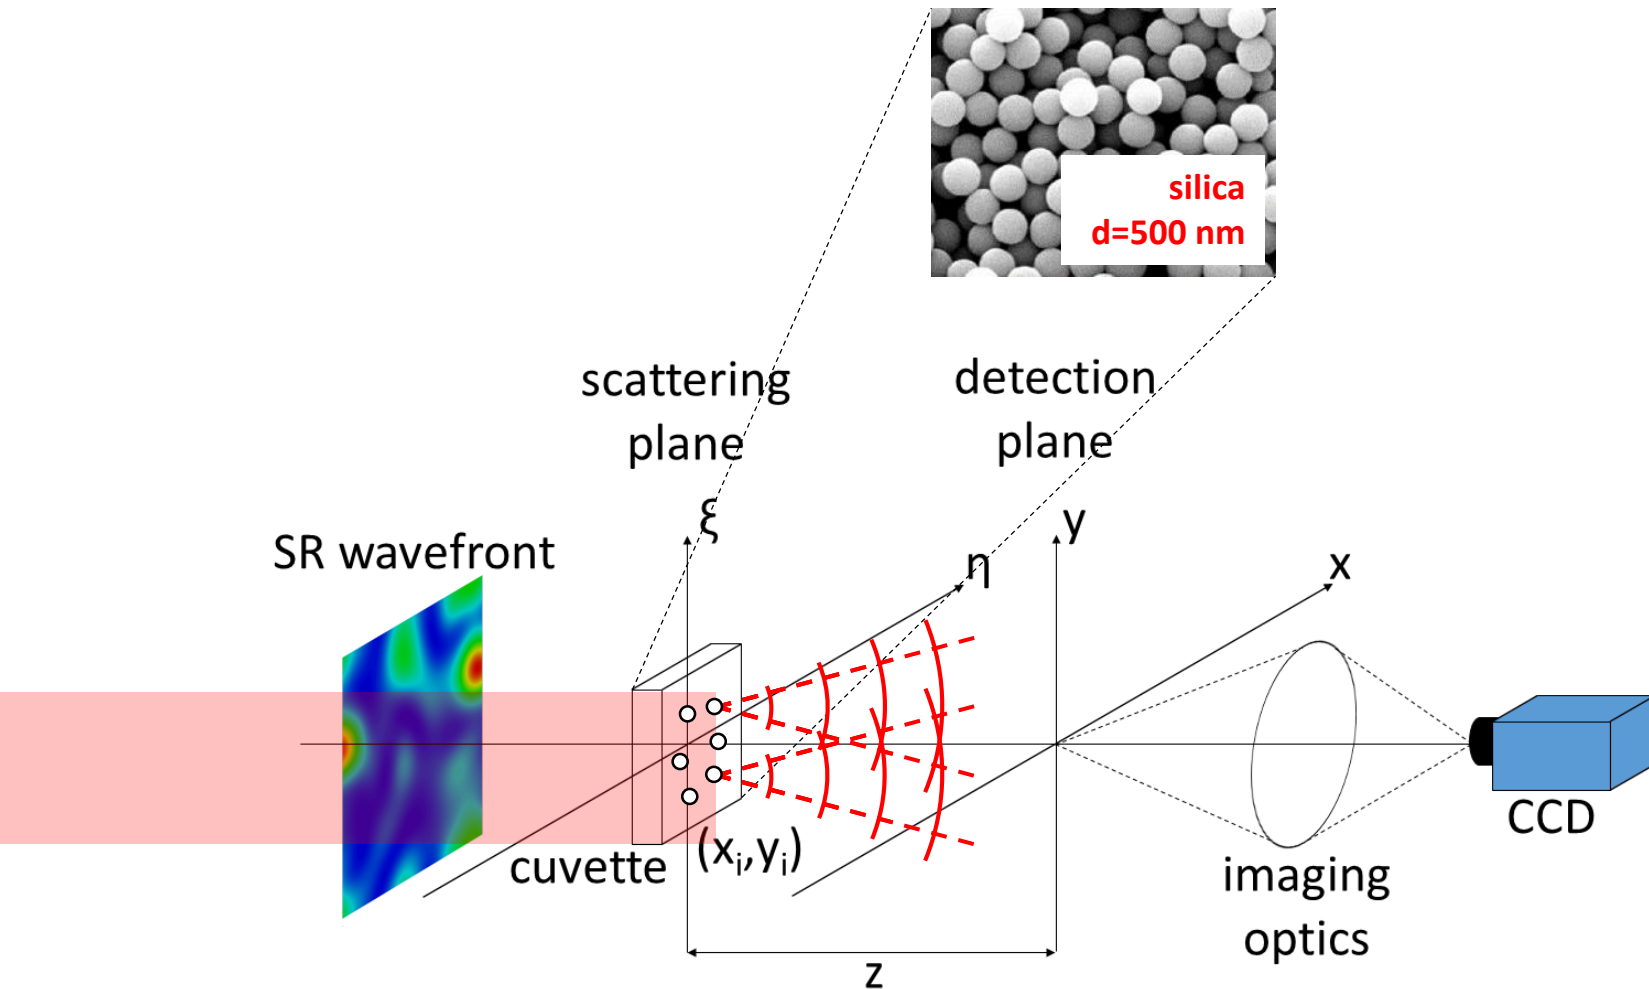 silica
d=500 nm
scattering
plane
detection
plane
ξ
y
SR wavefront
η
x
cuvette
(xᵢ,yᵢ)
CCD
imaging
optics
z